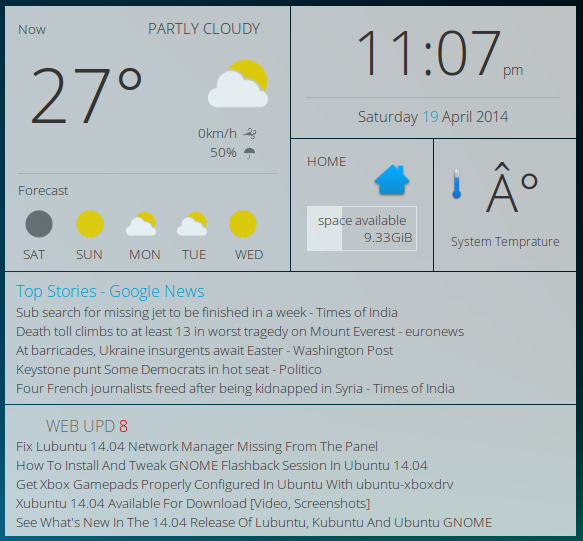 Now
PARTLY CLOUDY
27°
0km/h
50%
Forecast
SAT SUN MON TUE WED
11:07pm
Saturday 19 April 2014
HOME
space available
9.33GiB
Â°
System Temprature
Top Stories - Google News
Sub search for missing jet to be finished in a week - Times of India
Death toll climbs to at least 13 in worst tragedy on Mount Everest - euronews
At barricades, Ukraine insurgents await Easter - Washington Post
Keystone punt Some Democrats in hot seat - Politico
Four French journalists freed after being kidnapped in Syria - Times of India
WEB UPD 8
Fix Lubuntu 14.04 Network Manager Missing From The Panel
How To Install And Tweak GNOME Flashback Session In Ubuntu 14.04
Get Xbox Gamepads Properly Configured In Ubuntu With ubuntu-xboxdrv
Xubuntu 14.04 Available For Download [Video, Screenshots]
See What's New In The 14.04 Release Of Lubuntu, Kubuntu And Ubuntu GNOME